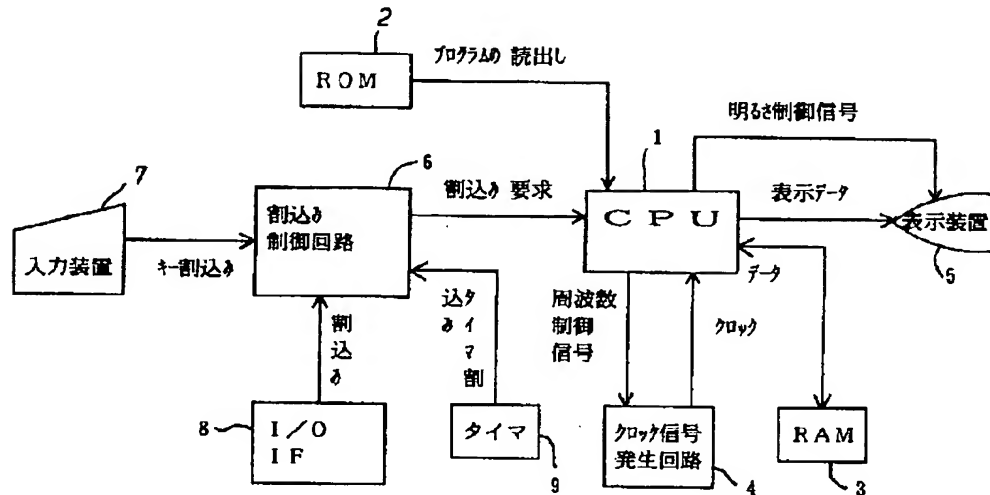 2
ROM
プログラムの 読出し
明るさ制御信号
1
6
7
割込み
制御回路
割込み 要求
CPU
表示データ
表示装置
5
入力装置
キー割込み
データ
周波数
制御
信号
クロック
割込み
タイマ割
込み
8
I/O
IF
タイマ
9
クロック信号
発生回路
4
RAM
3